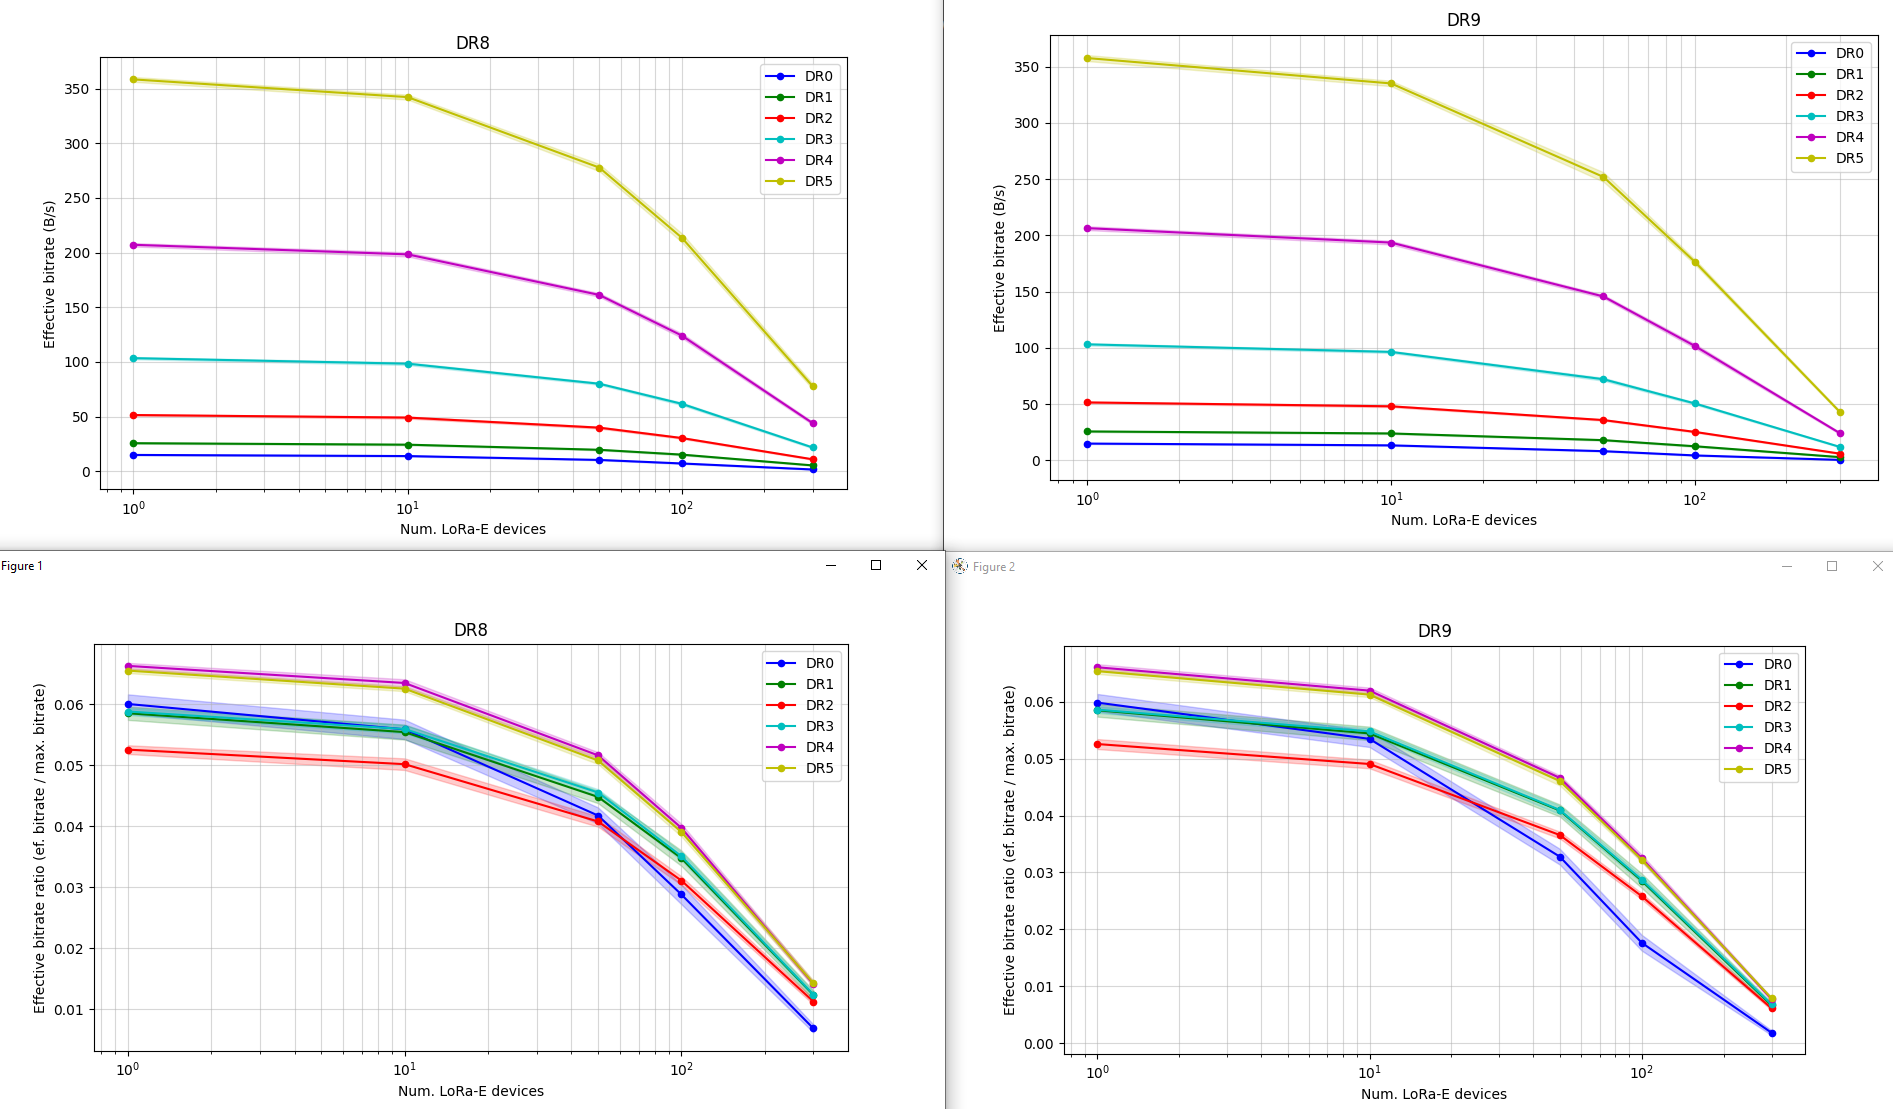 DR8
Effective bitrate (B/s)
350
300
250
200
150
100
50
0
10⁰
10¹
10²
Num. LoRa-E devices
DR0
DR1
DR2
DR3
DR4
DR5
DR9
Effective bitrate (B/s)
350
300
250
200
150
100
50
0
10⁰
10¹
10²
Num. LoRa-E devices
DR0
DR1
DR2
DR3
DR4
DR5
Figure 1
DR8
Effective bitrate ratio (ef. bitrate / max. bitrate)
0.06
0.05
0.04
0.03
0.02
0.01
10⁰
10¹
10²
Num. LoRa-E devices
DR0
DR1
DR2
DR3
DR4
DR5
Figure 2
DR9
Effective bitrate ratio (ef. bitrate / max. bitrate)
0.06
0.05
0.04
0.03
0.02
0.01
0.00
10⁰
10¹
10²
Num. LoRa-E devices
DR0
DR1
DR2
DR3
DR4
DR5